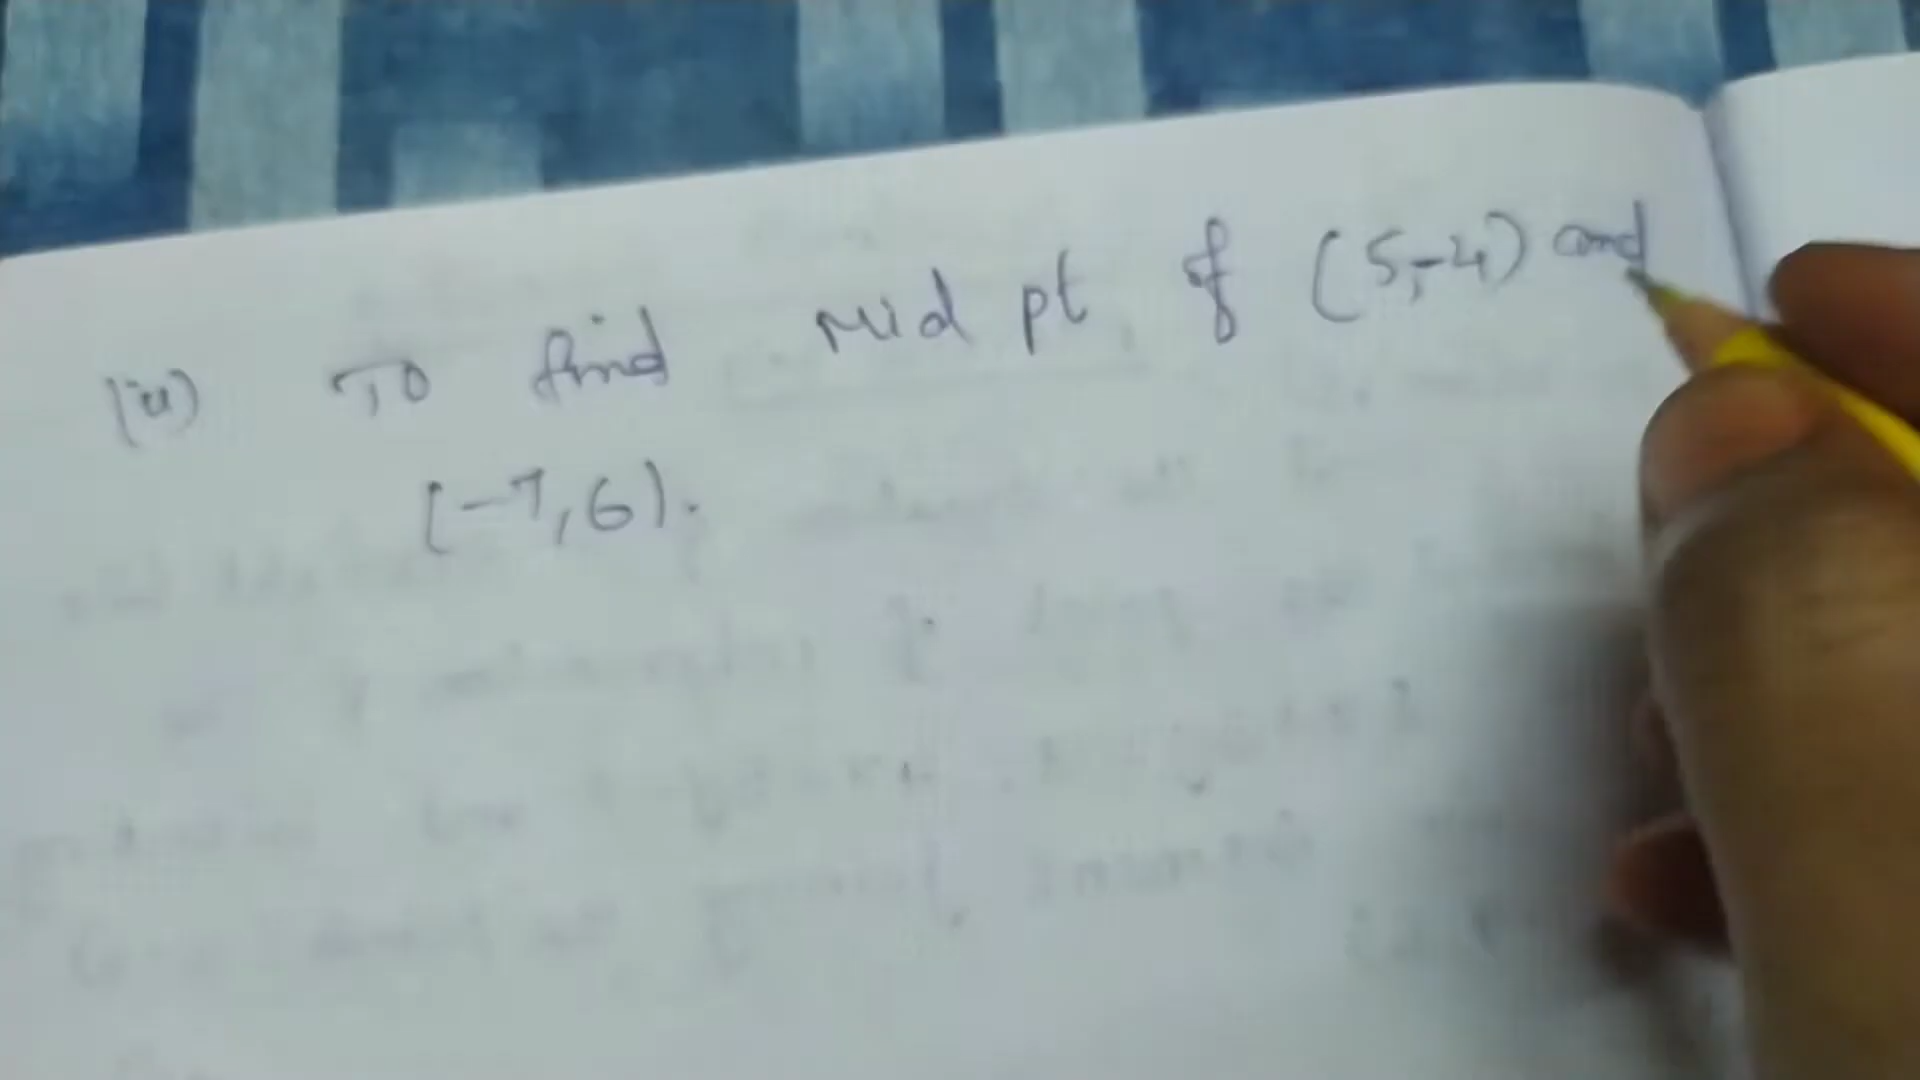 (ii) To find Mid pt of (5,-4) and
(-7,6).